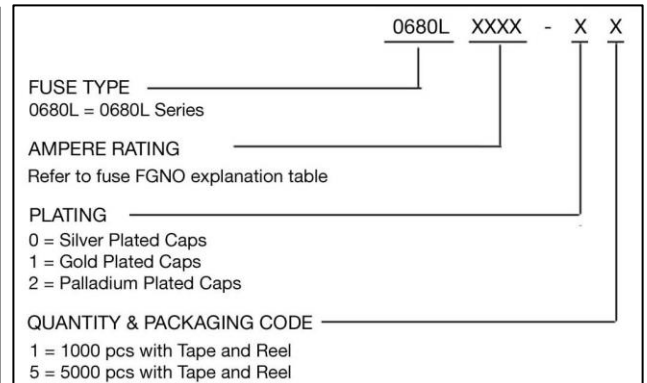 0680L XXXX - X X
FUSE TYPE
0680L = 0680L Series
AMPERE RATING
Refer to fuse FGNO explanation table
PLATING
0 = Silver Plated Caps
1 = Gold Plated Caps
2 = Palladium Plated Caps
QUANTITY & PACKAGING CODE
1 = 1000 pcs with Tape and Reel
5 = 5000 pcs with Tape and Reel